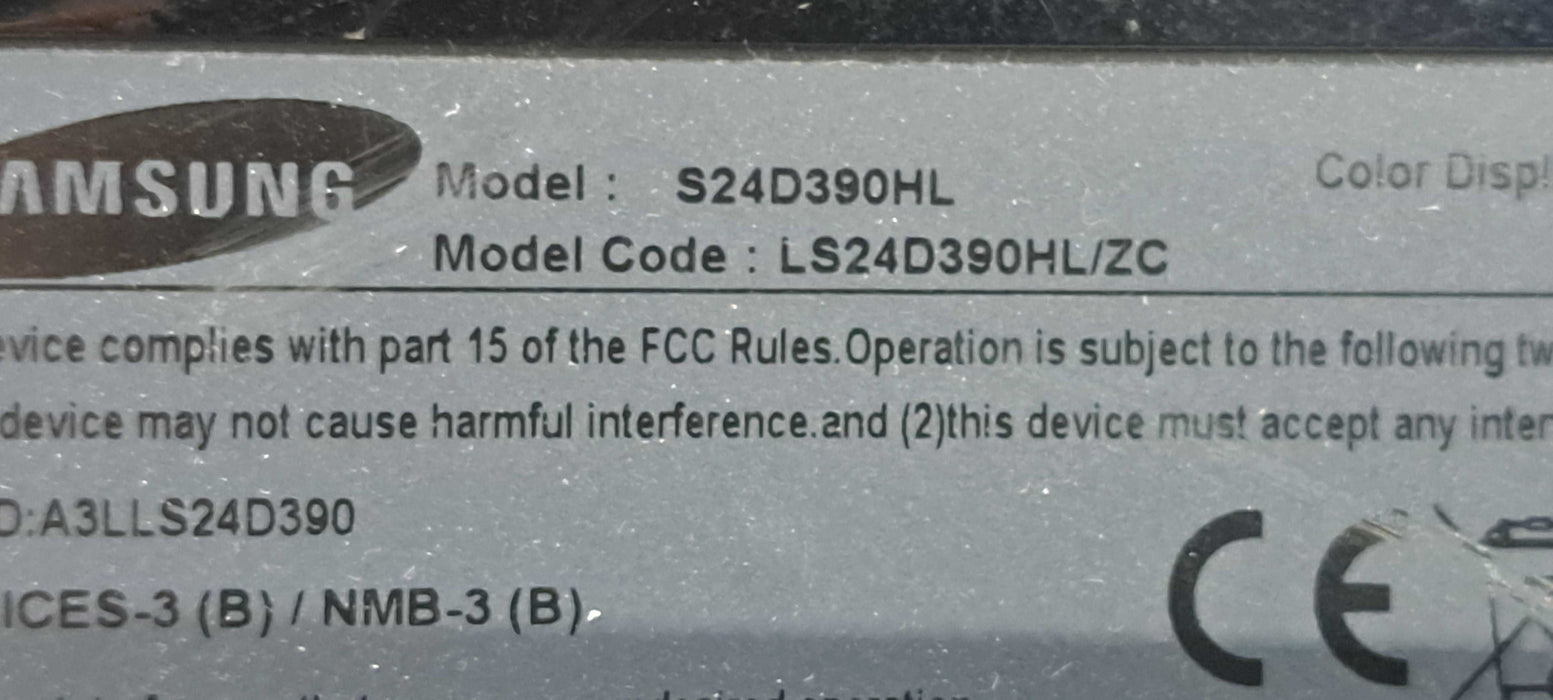 AMSUNG
Model : S24D390HL
Color Displ
Model Code : LS24D390HL/ZC
evice complies with part 15 of the FCC Rules.Operation is subject to the following tw
device may not cause harmful interference.and (2)this device must accept any inter
D:A3LLS24D390
ICES-3 (B) / NMB-3 (B)
CE